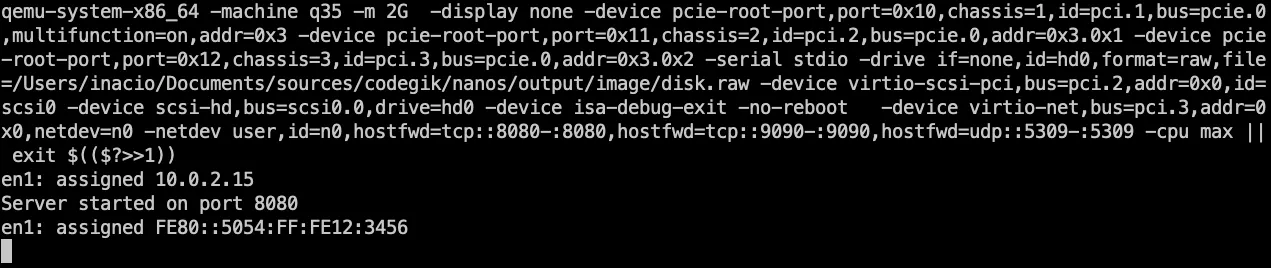 qemu-system-x86_64 -machine q35 -m 2G  -display none -device pcie-root-port,port=0x10,chassis=1,id=pci.1,bus=pcie.0
,multifunction=on,addr=0x3 -device pcie-root-port,port=0x11,chassis=2,id=pci.2,bus=pcie.0,addr=0x3.0x1 -device pcie
-root-port,port=0x12,chassis=3,id=pci.3,bus=pcie.0,addr=0x3.0x2 -serial stdio -drive if=none,id=hd0,format=raw,file
=/Users/inacio/Documents/sources/codegik/nanos/output/image/disk.raw -device virtio-scsi-pci,bus=pci.2,addr=0x0,id=
scsi0 -device scsi-hd,bus=scsi0.0,drive=hd0 -device isa-debug-exit -no-reboot   -device virtio-net,bus=pci.3,addr=0
x0,netdev=n0 -netdev user,id=n0,hostfwd=tcp::8080-:8080,hostfwd=tcp::9090-:9090,hostfwd=udp::5309-:5309 -cpu max ||
 exit $(($?>>1))
en1: assigned 10.0.2.15
Server started on port 8080
en1: assigned FE80::5054:FF:FE12:3456